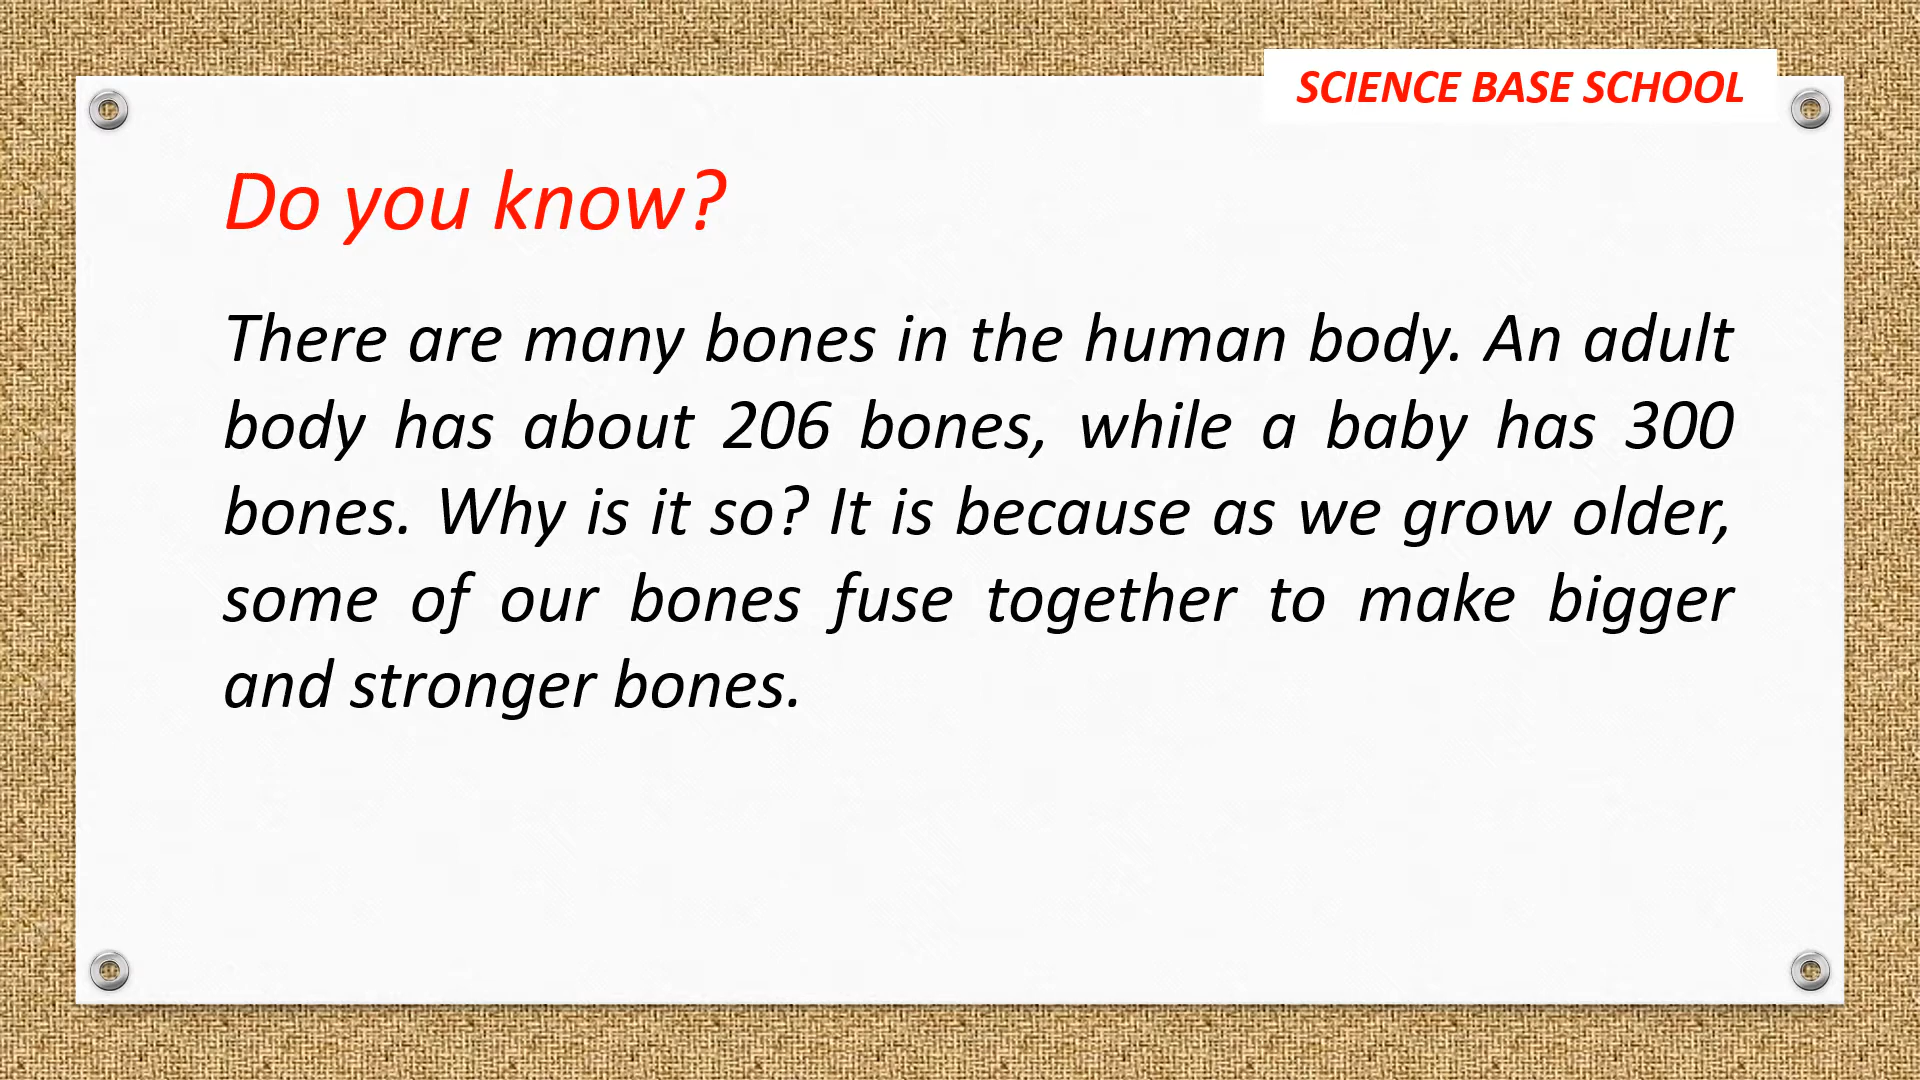 SCIENCE BASE SCHOOL
Do you know?
There are many bones in the human body. An adult
body has about 206 bones, while a baby has 300
bones. Why is it so? It is because as we grow older,
some of our bones fuse together to make bigger
and stronger bones.